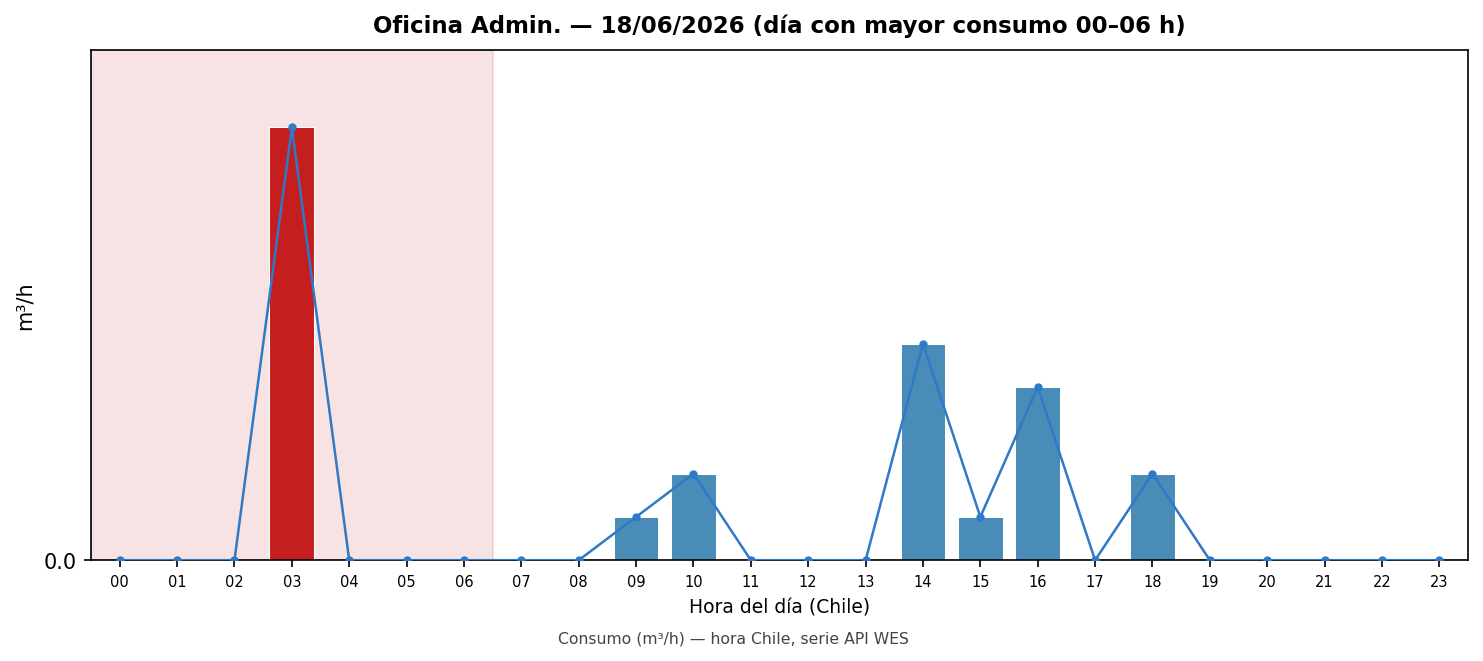 Oficina Admin. — 18/06/2026 (día con mayor consumo 00–06 h)
m³/h
0.0
00 01 02 03 04 05 06 07 08 09 10 11 12 13 14 15 16 17 18 19 20 21 22 23
Hora del día (Chile)
Consumo (m³/h) — hora Chile, serie API WES